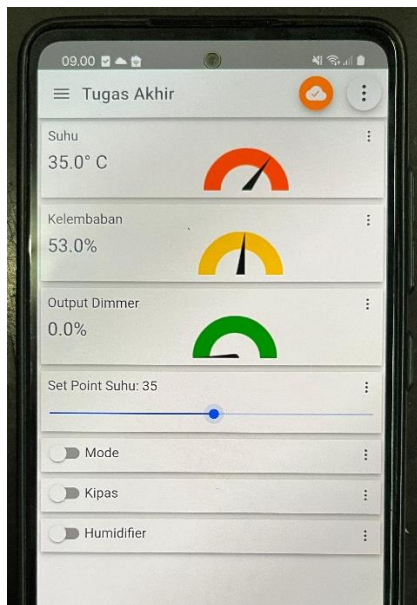 09.00
Tugas Akhir
Suhu
35.0° C
Kelembaban
53.0%
Output Dimmer
0.0%
Set Point Suhu: 35
Mode
Kipas
Humidifier